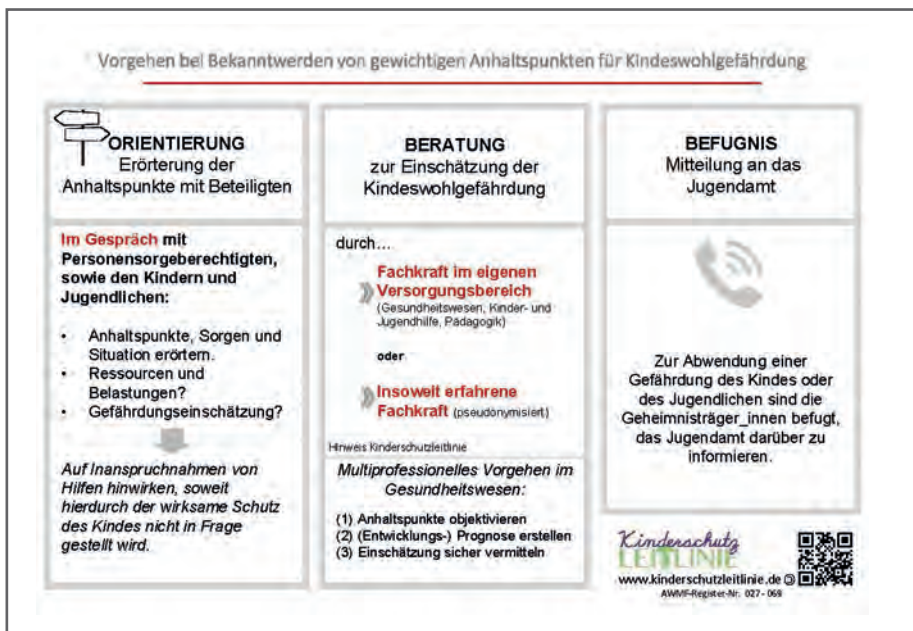 Vorgehen bei Bekanntwerden von gewichtigen Anhaltspunkten für Kindeswohlgefährdung
ORIENTIERUNG
Erörterung der
Anhaltspunkte mit Beteiligten
Im Gespräch mit
Personensorgeberechtigten,
sowie den Kindern und
Jugendlichen:
• Anhaltspunkte, Sorgen und
Situation erörtern.
• Ressourcen und
Belastungen?
• Gefährdungseinschätzung?
Auf Inanspruchnahmen von
Hilfen hinwirken, soweit
hierdurch der wirksame Schutz
des Kindes nicht in Frage
gestellt wird.
BERATUNG
zur Einschätzung der
Kindeswohlgefährdung
durch…
Fachkraft im eigenen
Versorgungsbereich
(Gesundheitswesen, Kinder- und
Jugendhilfe, Pädagogik)
oder
Insoweit erfahrene
Fachkraft (pseudonymisiert)
Hinweis Kinderschutzleitlinie
Multiprofessionelles Vorgehen im
Gesundheitswesen:
(1) Anhaltspunkte objektivieren
(2) (Entwicklungs-) Prognose erstellen
(3) Einschätzung sicher vermitteln
BEFUGNIS
Mitteilung an das
Jugendamt
Zur Abwendung einer
Gefährdung des Kindes oder
des Jugendlichen sind die
Geheimnisträger_innen befugt,
das Jugendamt darüber zu
informieren.
Kinderschutz
LEITLINIE
www.kinderschutzleitlinie.de
AWMF-Register-Nr. 027 - 069